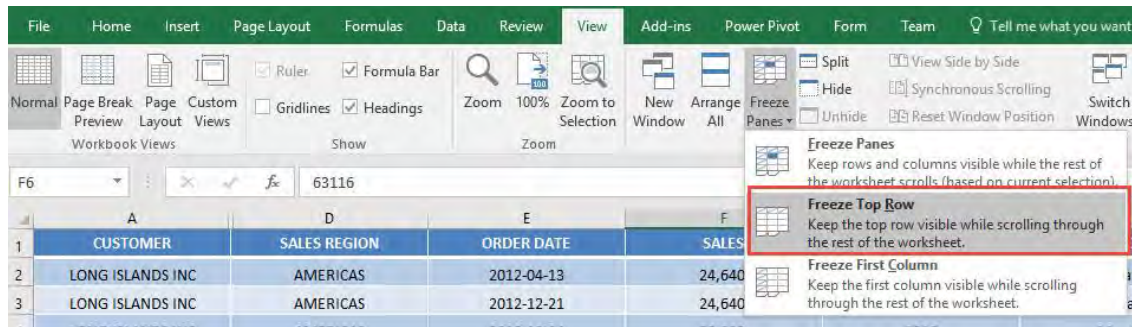 File Home Insert Page Layout Formulas Data Review View Add-ins Power Pivot Form Team Tell me what you want
Normal Page Break Preview Page Layout Custom Views
Workbook Views
Ruler Formula Bar
Gridlines Headings
Show
Zoom 100% Zoom to Selection
Zoom
New Window Arrange All Freeze Panes
Split
Hide
Unhide
View Side by Side
Synchronous Scrolling
Reset Window Position
Switch Windows
Freeze Panes
Keep rows and columns visible while the rest of
the worksheet scrolls (based on current selection).
Freeze Top Row
Keep the top row visible while scrolling through
the rest of the worksheet.
Freeze First Column
Keep the first column visible while scrolling
through the rest of the worksheet.
F6 fx 63116
A D E F
1 CUSTOMER SALES REGION ORDER DATE SALES
2 LONG ISLANDS INC AMERICAS 2012-04-13 24,640
3 LONG ISLANDS INC AMERICAS 2012-12-21 24,640